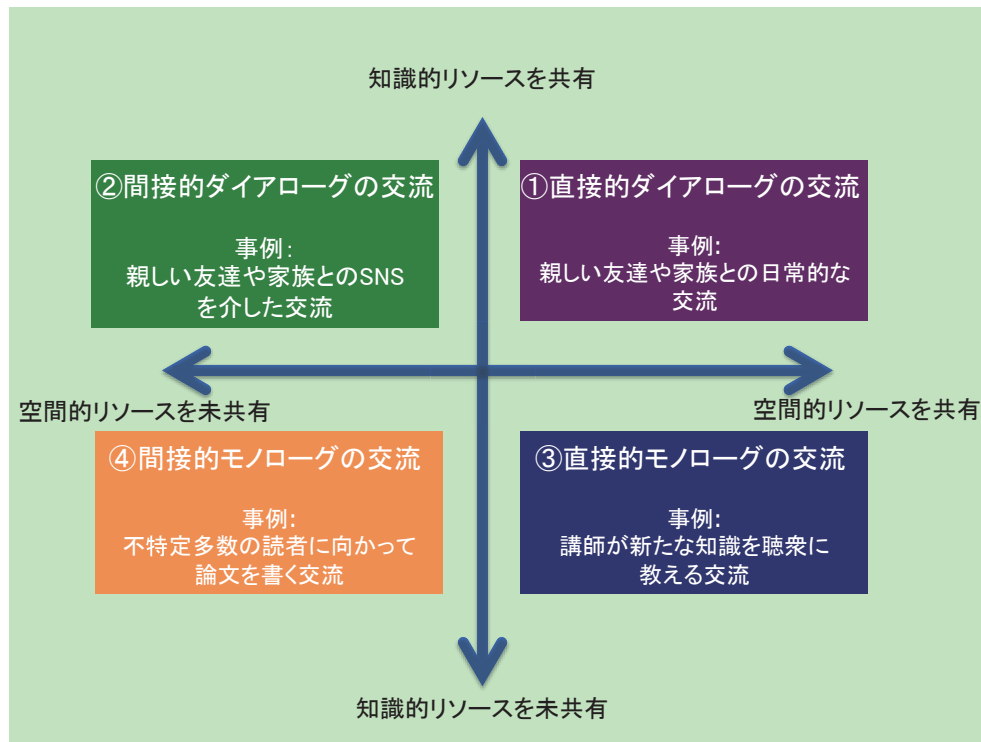 知識的リソースを共有
②間接的ダイアローグの交流
事例:
親しい友達や家族とのSNS
を介した交流
①直接的ダイアローグの交流
事例:
親しい友達や家族との日常的な
交流
空間的リソースを未共有
空間的リソースを共有
④間接的モノローグの交流
事例:
不特定多数の読者に向かって
論文を書く交流
③直接的モノローグの交流
事例:
講師が新たな知識を聴衆に
教える交流
知識的リソースを未共有